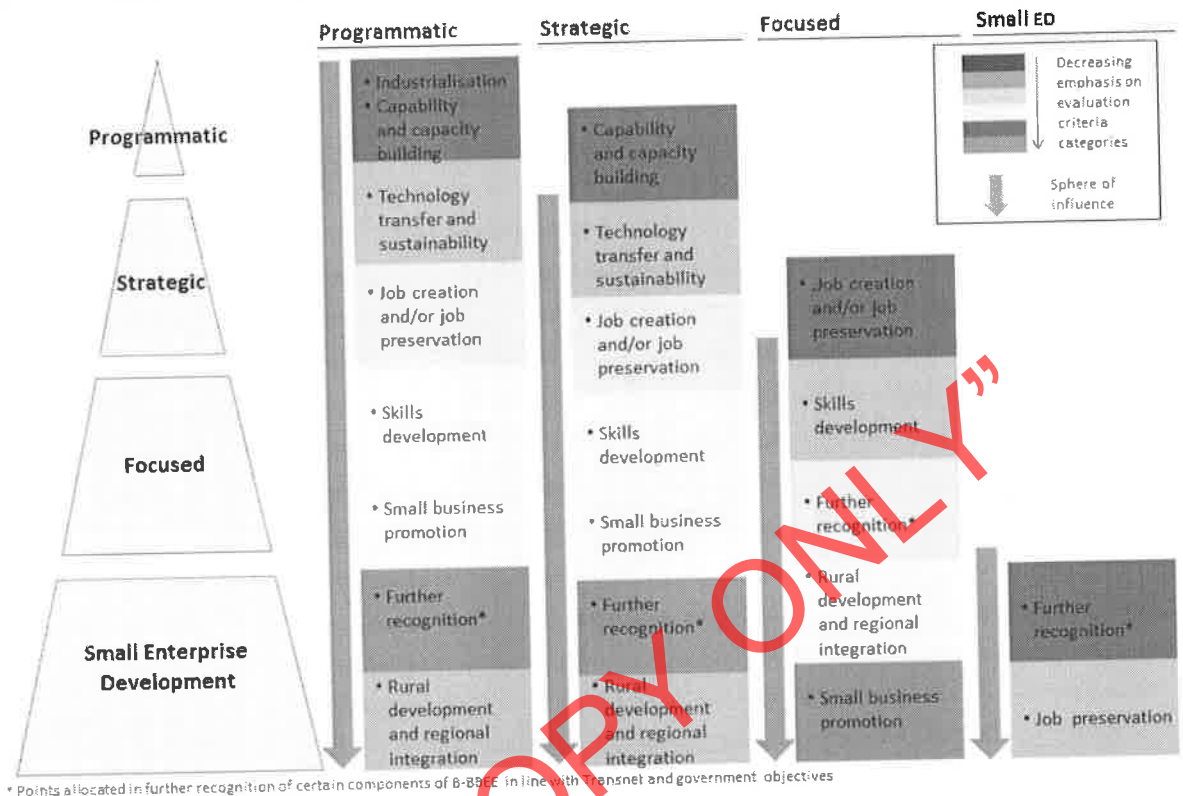 Programmatic
Strategic
Focused
Small ED
Decreasing
emphasis on
evaluation
criteria
categories
Sphere of
influence
Programmatic
Strategic
Focused
Small Enterprise
Development
• Industrialisation
• Capability
and capacity
building
• Technology
transfer and
sustainability
• Job creation
and/or job
preservation
• Skills
development
• Small business
promotion
• Further
recognition*
• Rural
development
and regional
integration
• Capability
and capacity
building
• Technology
transfer and
sustainability
• Job creation
and/or job
preservation
• Skills
development
• Small business
promotion
• Further
recognition*
• Rural
development
and regional
integration
• Job creation
and/or job
preservation
• Skills
development
• Further
recognition*
• Rural
development
and regional
integration
• Small business
promotion
• Further
recognition*
• Job preservation
* Points allocated in further recognition of certain components of B-BBEE in line with Transnet and government objectives
OPY ONLY”